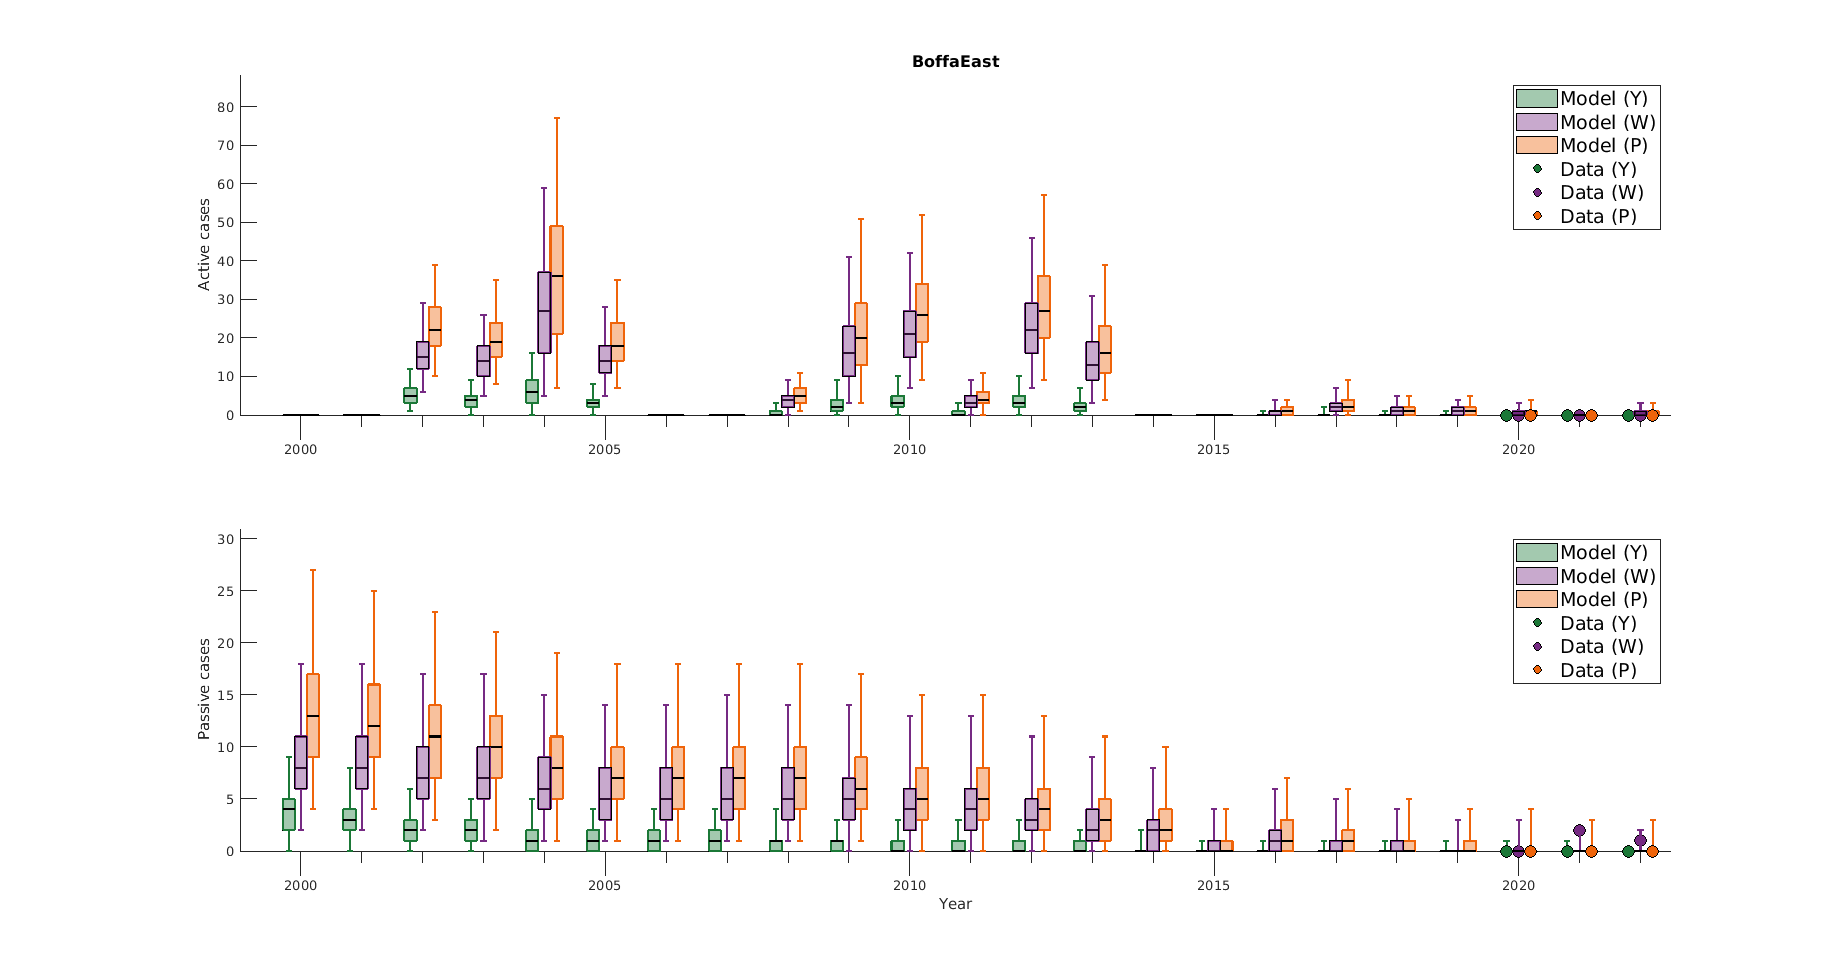 BoffaEast
80
70
60
50
40
30
20
10
0
Active cases
2000
2005
2010
2015
2020
Model (Y)
Model (W)
Model (P)
Data (Y)
Data (W)
Data (P)
30
25
20
15
10
5
0
Passive cases
2000
2005
2010
2015
2020
Year
Model (Y)
Model (W)
Model (P)
Data (Y)
Data (W)
Data (P)